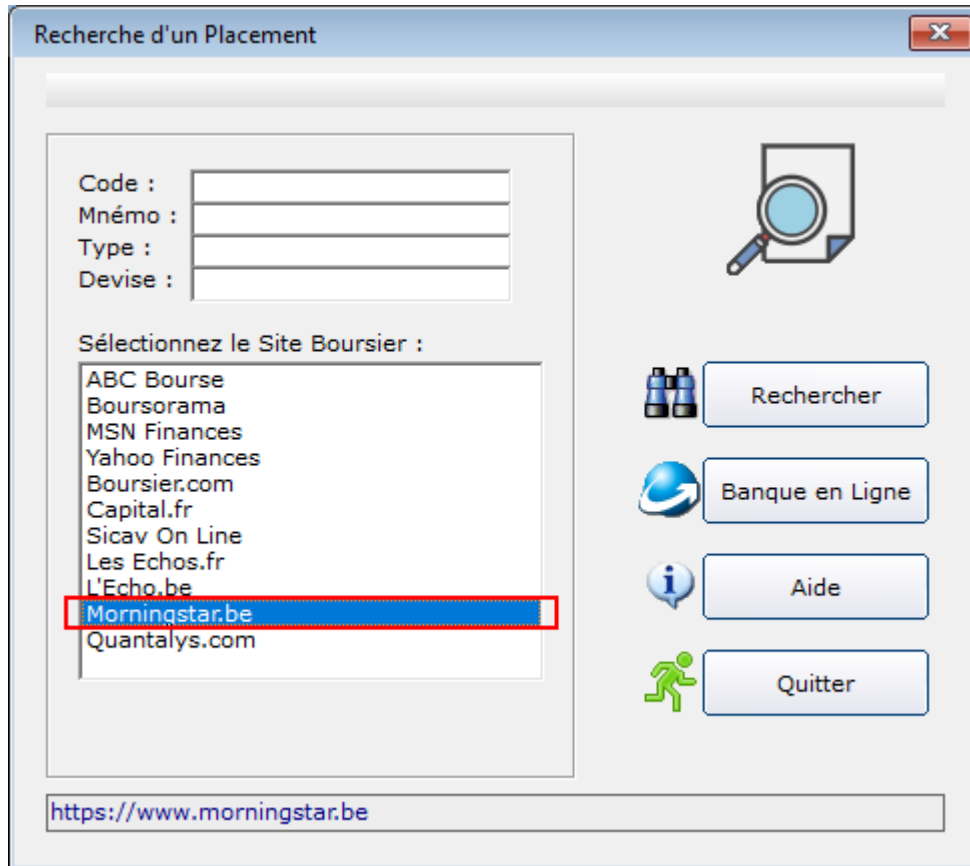 Recherche d'un Placement
Code :
Mnémo :
Type :
Devise :
Sélectionnez le Site Boursier :
ABC Bourse
Boursorama
MSN Finances
Yahoo Finances
Boursier.com
Capital.fr
Sicav On Line
Les Echos.fr
L'Echo.be
Morningstar.be
Quantalys.com
Rechercher
Banque en Ligne
Aide
Quitter
https://www.morningstar.be